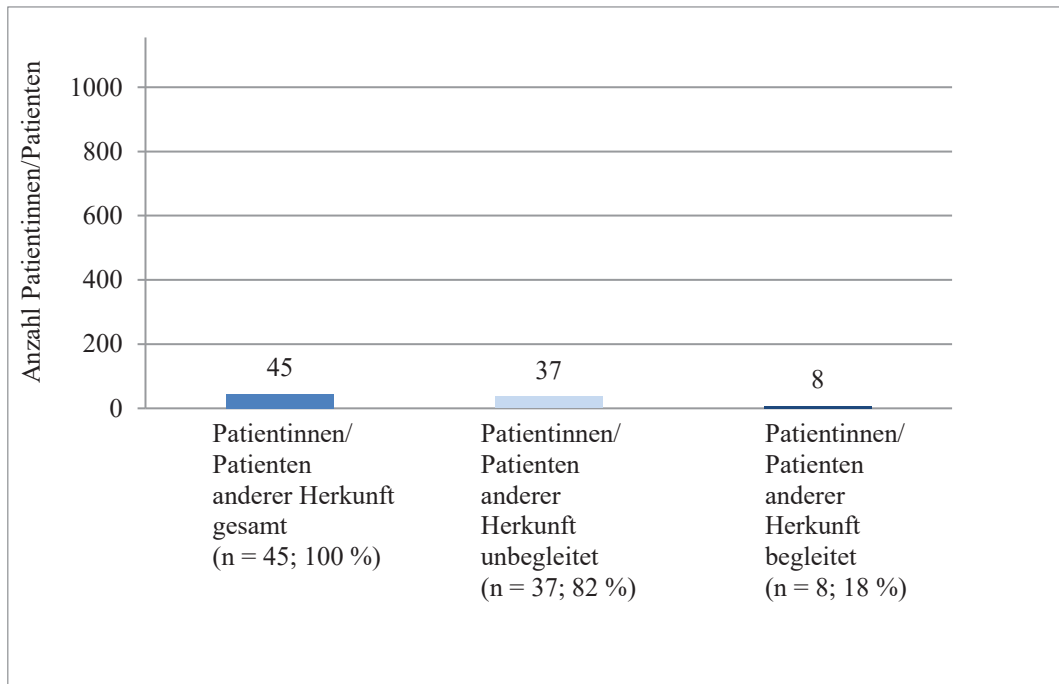 Anzahl Patientinnen/Patienten
1000
800
600
400
200
0
45
37
8
Patientinnen/
Patienten
anderer Herkunft
gesamt
(n = 45; 100 %)
Patientinnen/
Patienten
anderer
Herkunft
unbegleitet
(n = 37; 82 %)
Patientinnen/
Patienten
anderer
Herkunft
begleitet
(n = 8; 18 %)